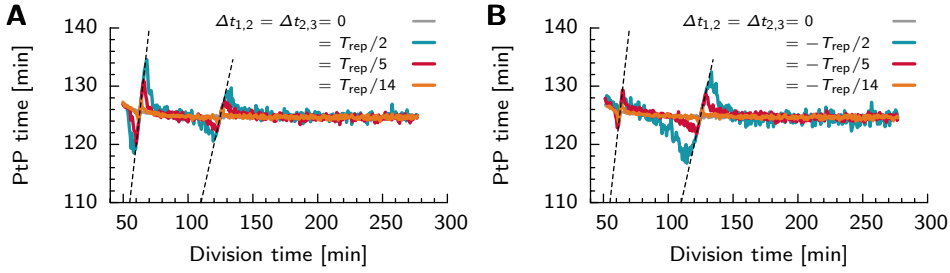 A
Δt1,2 = Δt2,3= 0
= Trep/2
= Trep/5
= Trep/14
PtP time [min]
140
130
120
110
0 50 100 150 200 250 300
Division time [min]
B
Δt1,2 = Δt2,3= 0
= −Trep/2
= −Trep/5
= −Trep/14
PtP time [min]
140
130
120
110
0 50 100 150 200 250 300
Division time [min]